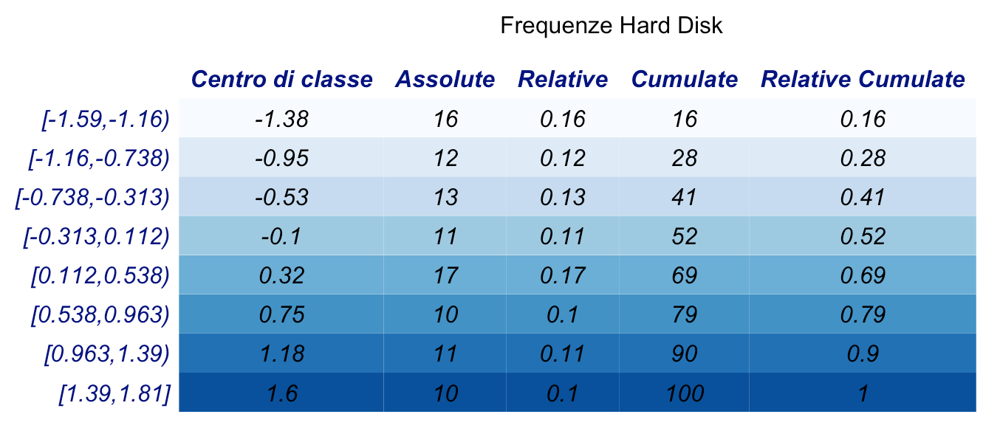 Frequenze Hard Disk
Centro di classe Assolute Relative Cumulate Relative Cumulate
[-1.59,-1.16) -1.38 16 0.16 16 0.16
[-1.16,-0.738) -0.95 12 0.12 28 0.28
[-0.738,-0.313) -0.53 13 0.13 41 0.41
[-0.313,0.112) -0.1 11 0.11 52 0.52
[0.112,0.538) 0.32 17 0.17 69 0.69
[0.538,0.963) 0.75 10 0.1 79 0.79
[0.963,1.39) 1.18 11 0.11 90 0.9
[1.39,1.81] 1.6 10 0.1 100 1